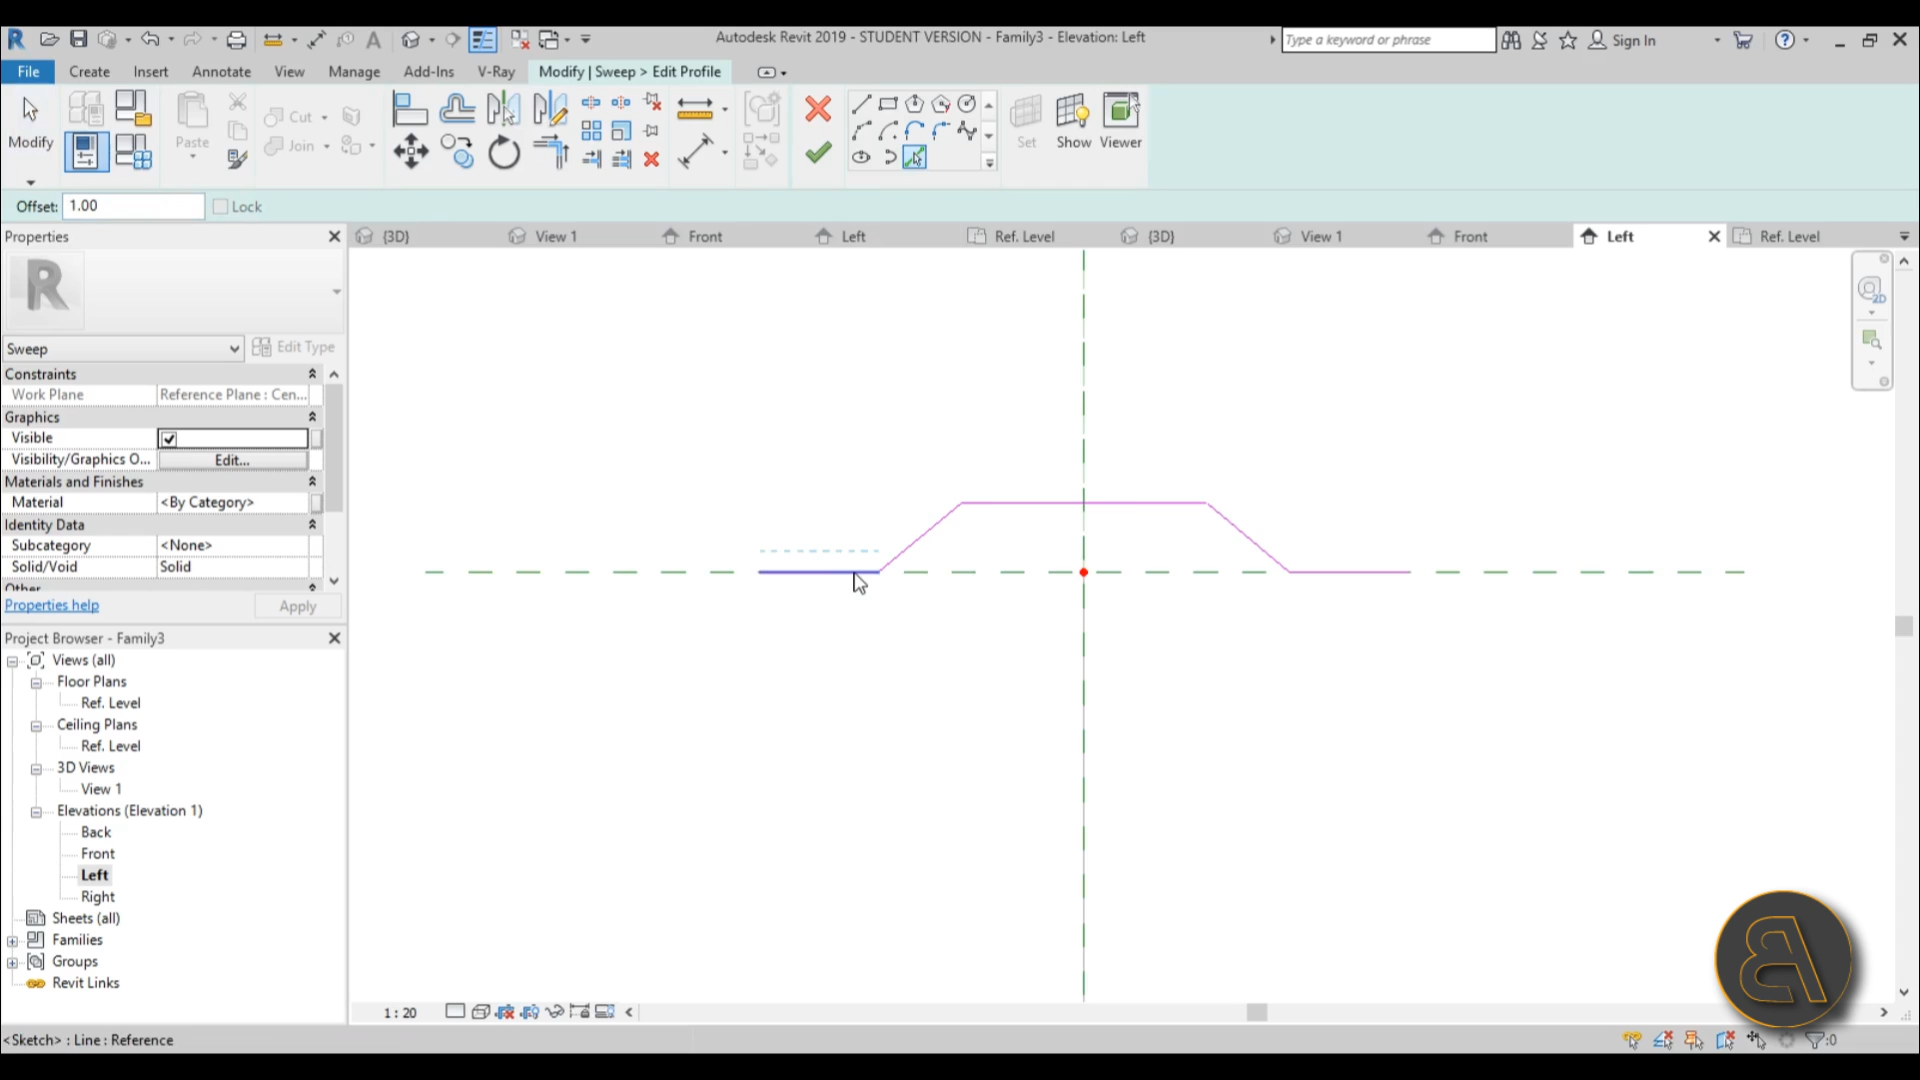 Autodesk Revit 2019 - STUDENT VERSION - Family3 - Elevation: Left
Type a keyword or phrase
Sign In
File Create Insert Annotate View Manage Add-Ins V-Ray Modify | Sweep > Edit Profile
Modify
Paste
Cut
Join
Set Show Viewer
Offset: 1.00 Lock
Properties
{3D} View 1 Front Left Ref. Level {3D} View 1 Front Left Ref. Level
Sweep Edit Type
Constraints
Work Plane Reference Plane : Cen...
Graphics
Visible
Visibility/Graphics O... Edit...
Materials and Finishes
Material <By Category>
Identity Data
Subcategory <None>
Solid/Void Solid
Other
Properties help Apply
Project Browser - Family3
Views (all)
Floor Plans
Ref. Level
Ceiling Plans
Ref. Level
3D Views
View 1
Elevations (Elevation 1)
Back
Front
Left
Right
Sheets (all)
Families
Groups
Revit Links
1 : 20
<Sketch> : Line : Reference
:0